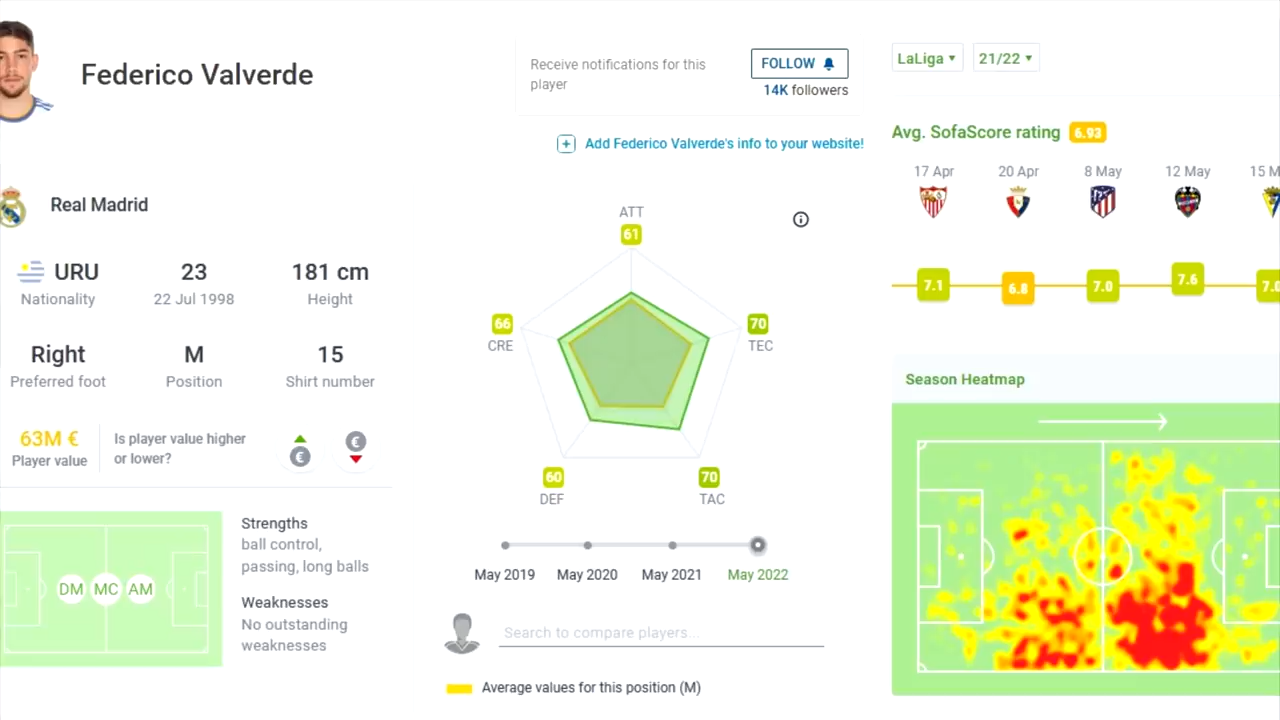 Federico Valverde
Receive notifications for this
player
FOLLOW
14K followers
Add Federico Valverde's info to your website!
Real Madrid
URU
Nationality
23
22 Jul 1998
181 cm
Height
Right
Preferred foot
M
Position
15
Shirt number
63M €
Player value
Is player value higher
or lower?
€
€
DM MC AM
Strengths
ball control,
passing, long balls
Weaknesses
No outstanding
weaknesses
ATT
61
66
CRE
70
TEC
60
DEF
70
TAC
May 2019 May 2020 May 2021 May 2022
Search to compare players...
Average values for this position (M)
LaLiga 21/22
Avg. SofaScore rating 6.93
17 Apr 20 Apr 8 May 12 May 15 M
7.1 6.8 7.0 7.6 7.0
Season Heatmap